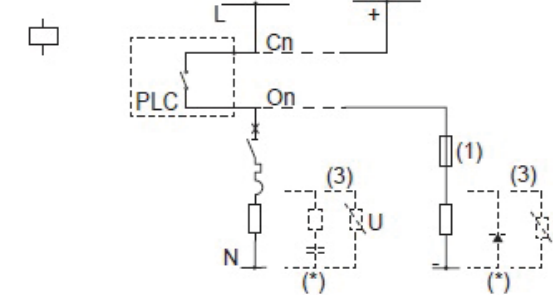 L +
Cn
PLC On
(1)
(3) (3)
U
N -
(*) (*)